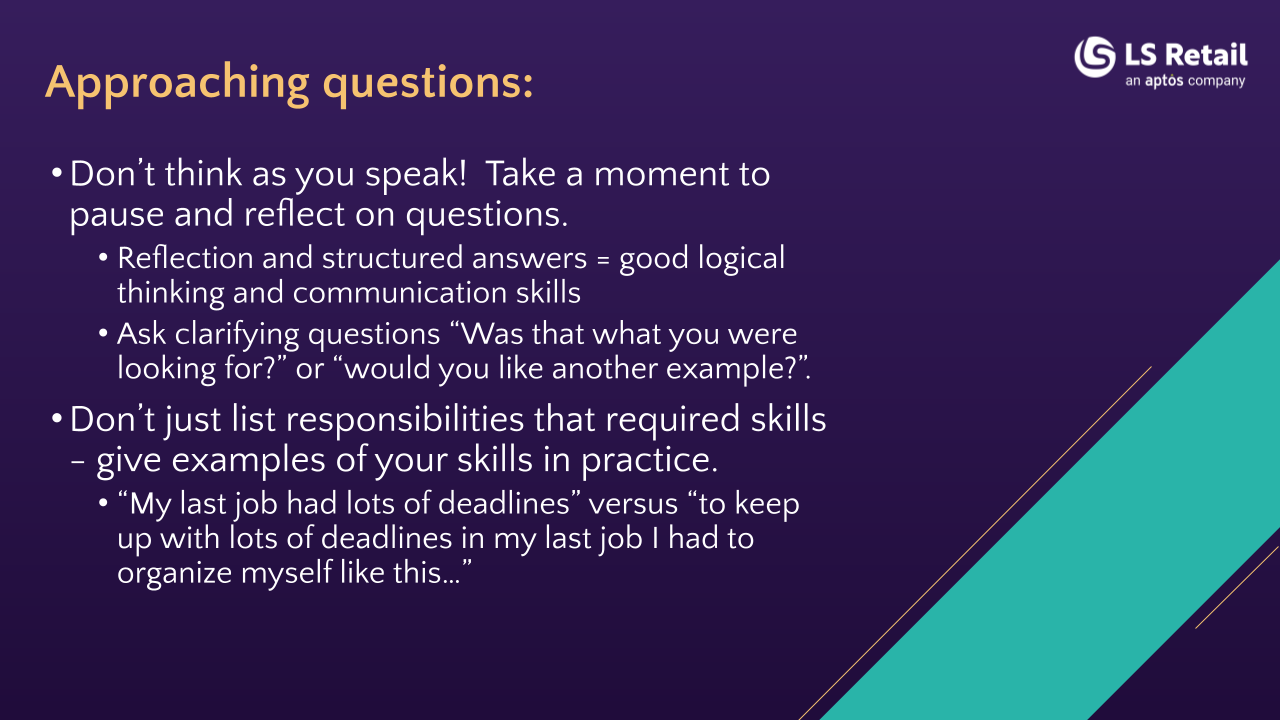 Approaching questions:
LS Retail
an aptos company
• Don’t think as you speak!  Take a moment to
pause and reflect on questions.
• Reflection and structured answers = good logical
thinking and communication skills
• Ask clarifying questions “Was that what you were
looking for?” or “would you like another example?”.
• Don’t just list responsibilities that required skills
– give examples of your skills in practice.
• “My last job had lots of deadlines” versus “to keep
up with lots of deadlines in my last job I had to
organize myself like this…”